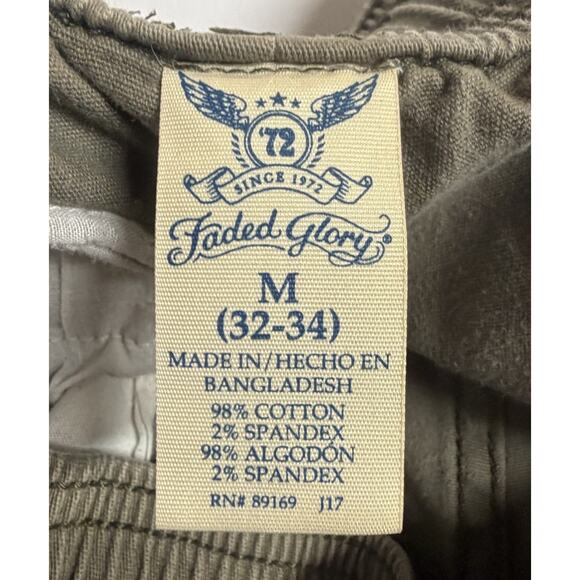 '72
SINCE 1972
Faded Glory®
M
(32-34)
MADE IN/HECHO EN
BANGLADESH
98% COTTON
2% SPANDEX
98% ALGODÓN
2% SPANDEX
RN# 89169 J17